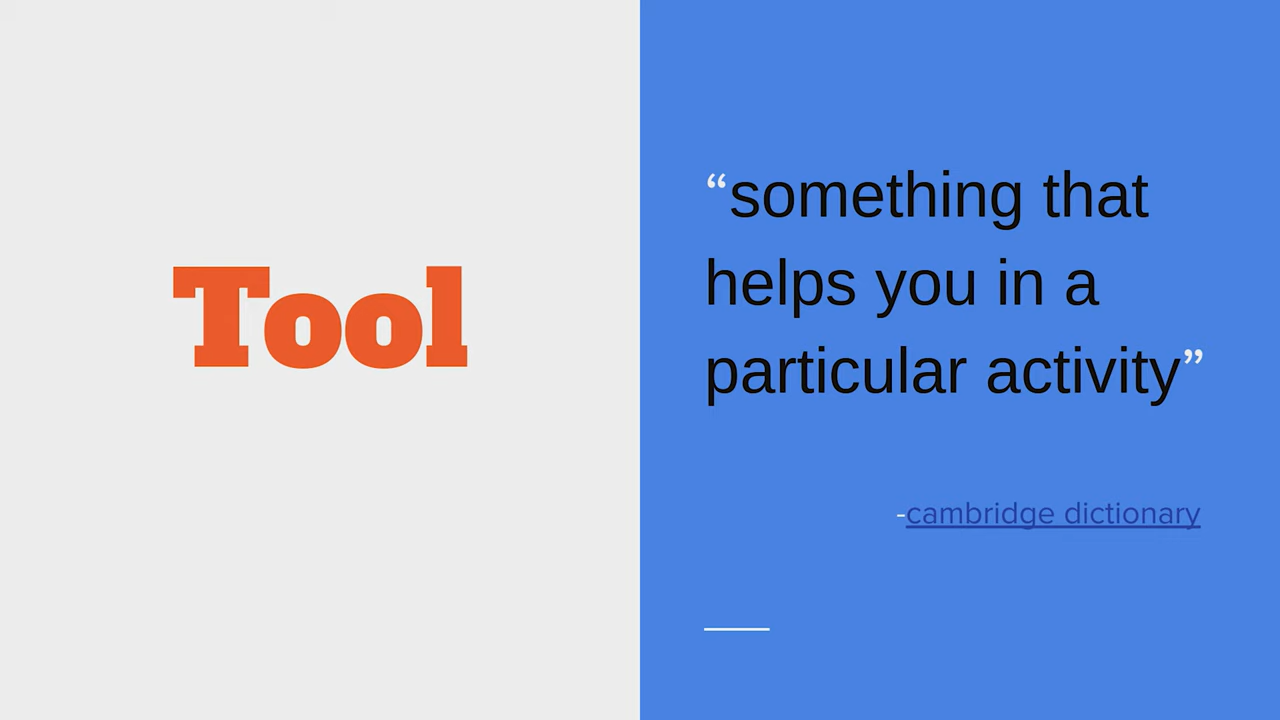 Tool
“something that
helps you in a
particular activity”
-cambridge dictionary